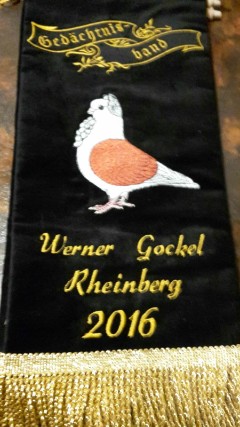 Gedächtnis-
band
Werner Gockel
Rheinberg
2016